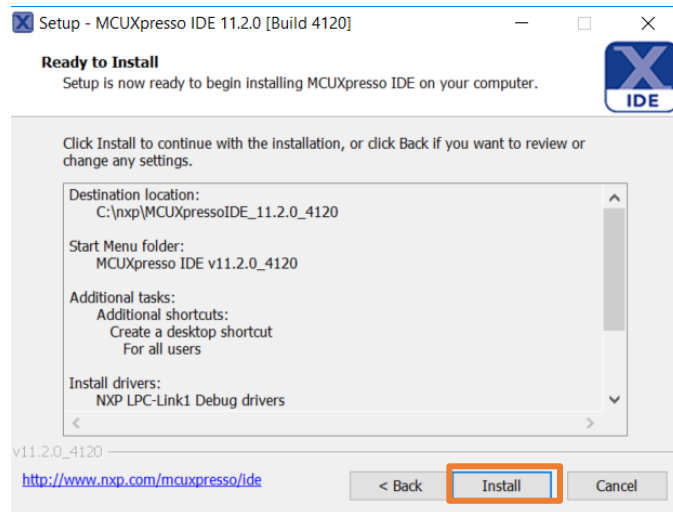 Setup - MCUXpresso IDE 11.2.0 [Build 4120]
Ready to Install
Setup is now ready to begin installing MCUXpresso IDE on your computer.
X
IDE
Click Install to continue with the installation, or click Back if you want to review or
change any settings.
Destination location:
C:\nxp\MCUXpressoIDE_11.2.0_4120
Start Menu folder:
MCUXpresso IDE v11.2.0_4120
Additional tasks:
Additional shortcuts:
Create a desktop shortcut
For all users
Install drivers:
NXP LPC-Link1 Debug drivers
v11.2.0_4120
http://www.nxp.com/mcuxpresso/ide
< Back
Install
Cancel